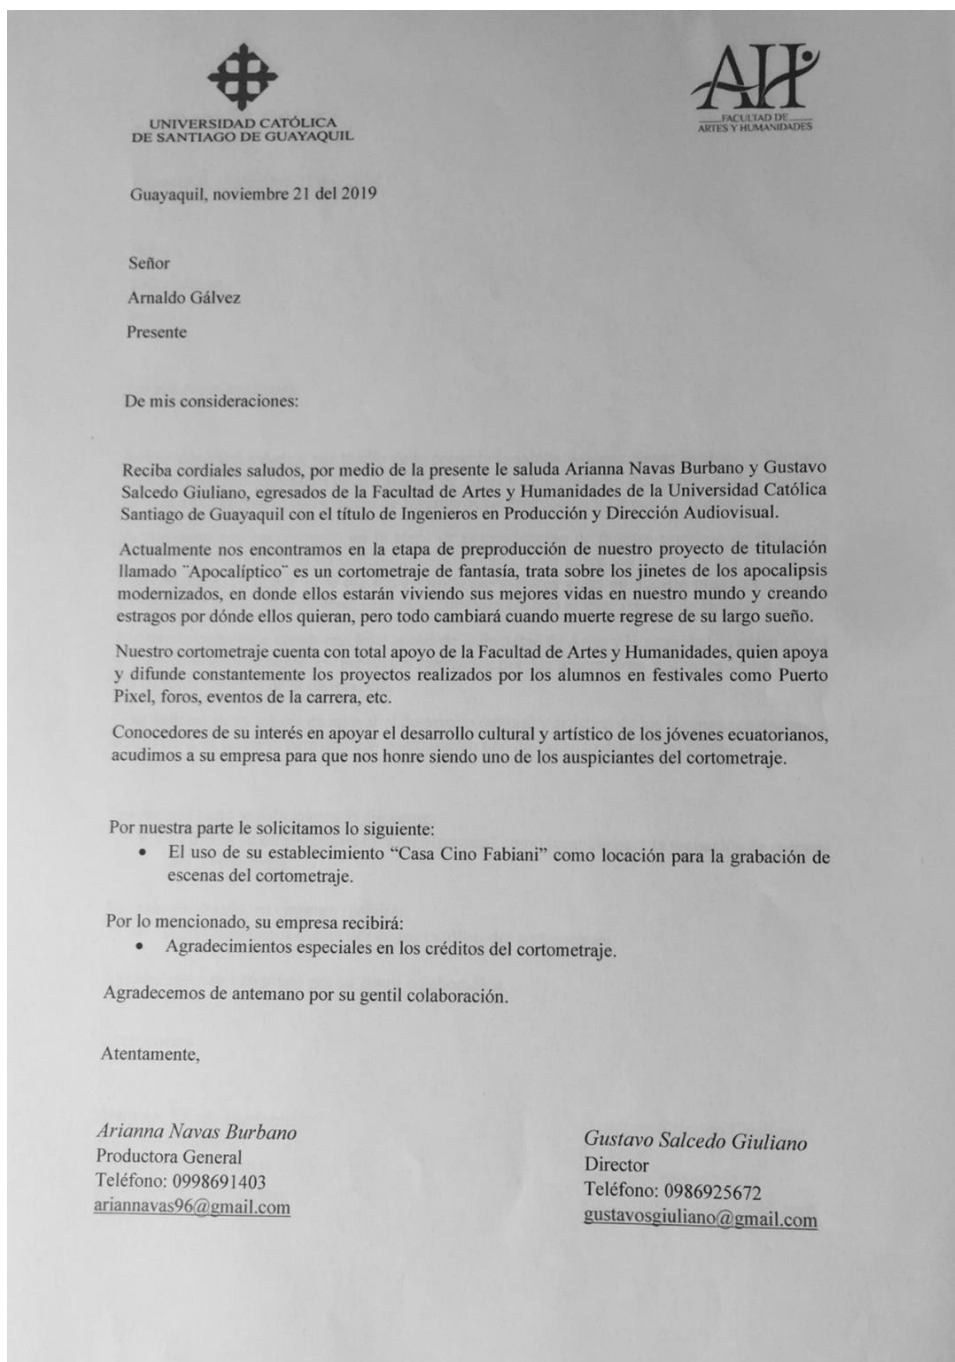 UNIVERSIDAD CATÓLICA
DE SANTIAGO DE GUAYAQUIL
AH
FACULTAD DE
ARTES Y HUMANIDADES
Guayaquil, noviembre 21 del 2019
Señor
Arnaldo Gálvez
Presente
De mis consideraciones:
Reciba cordiales saludos, por medio de la presente le saluda Arianna Navas Burbano y Gustavo
Salcedo Giuliano, egresados de la Facultad de Artes y Humanidades de la Universidad Católica
Santiago de Guayaquil con el título de Ingenieros en Producción y Dirección Audiovisual.
Actualmente nos encontramos en la etapa de preproducción de nuestro proyecto de titulación
llamado ¨Apocalíptico¨ es un cortometraje de fantasía, trata sobre los jinetes de los apocalipsis
modernizados, en donde ellos estarán viviendo sus mejores vidas en nuestro mundo y creando
estragos por dónde ellos quieran, pero todo cambiará cuando muerte regrese de su largo sueño.
Nuestro cortometraje cuenta con total apoyo de la Facultad de Artes y Humanidades, quien apoya
y difunde constantemente los proyectos realizados por los alumnos en festivales como Puerto
Pixel, foros, eventos de la carrera, etc.
Conocedores de su interés en apoyar el desarrollo cultural y artístico de los jóvenes ecuatorianos,
acudimos a su empresa para que nos honre siendo uno de los auspiciantes del cortometraje.
Por nuestra parte le solicitamos lo siguiente:
• El uso de su establecimiento “Casa Cino Fabiani” como locación para la grabación de
escenas del cortometraje.
Por lo mencionado, su empresa recibirá:
• Agradecimientos especiales en los créditos del cortometraje.
Agradecemos de antemano por su gentil colaboración.
Atentamente,
Arianna Navas Burbano
Productora General
Teléfono: 0998691403
ariannavas96@gmail.com
Gustavo Salcedo Giuliano
Director
Teléfono: 0986925672
gustavosgiuliano@gmail.com